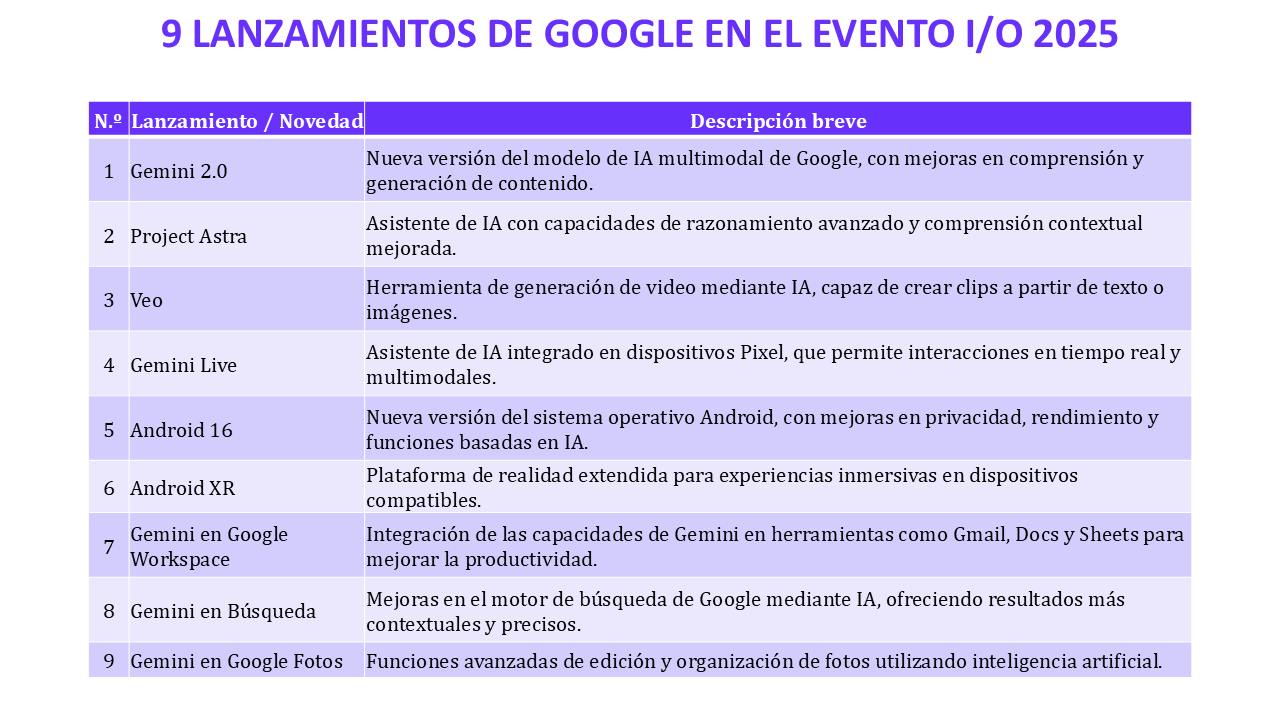 9 LANZAMIENTOS DE GOOGLE EN EL EVENTO I/O 2025
N.º Lanzamiento / Novedad Descripción breve
1 Gemini 2.0 Nueva versión del modelo de IA multimodal de Google, con mejoras en comprensión y
generación de contenido.
2 Project Astra Asistente de IA con capacidades de razonamiento avanzado y comprensión contextual
mejorada.
3 Veo Herramienta de generación de video mediante IA, capaz de crear clips a partir de texto o
imágenes.
4 Gemini Live Asistente de IA integrado en dispositivos Pixel, que permite interacciones en tiempo real y
multimodales.
5 Android 16 Nueva versión del sistema operativo Android, con mejoras en privacidad, rendimiento y
funciones basadas en IA.
6 Android XR Plataforma de realidad extendida para experiencias inmersivas en dispositivos
compatibles.
7 Gemini en Google
Workspace
Integración de las capacidades de Gemini en herramientas como Gmail, Docs y Sheets para
mejorar la productividad.
8 Gemini en Búsqueda Mejoras en el motor de búsqueda de Google mediante IA, ofreciendo resultados más
contextuales y precisos.
9 Gemini en Google Fotos Funciones avanzadas de edición y organización de fotos utilizando inteligencia artificial.